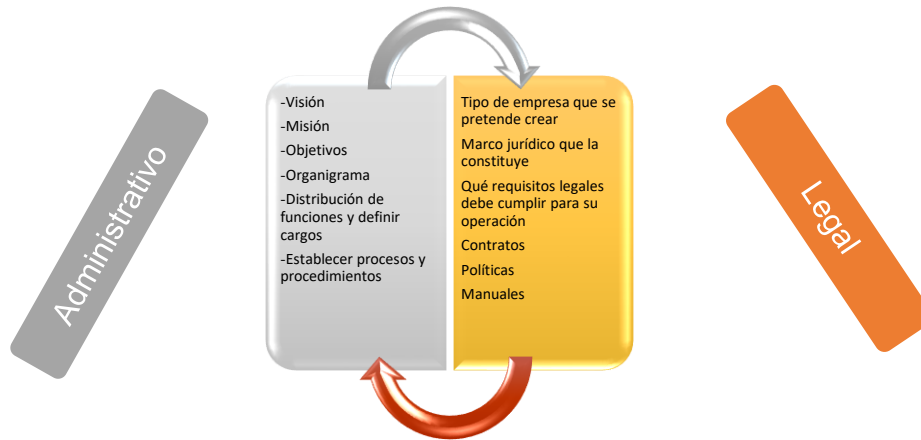 Administrativo
-Visión
-Misión
-Objetivos
-Organigrama
-Distribución de
funciones y definir
cargos
-Establecer procesos y
procedimientos
Tipo de empresa que se
pretende crear
Marco jurídico que la
constituye
Qué requisitos legales
debe cumplir para su
operación
Contratos
Políticas
Manuales
Legal